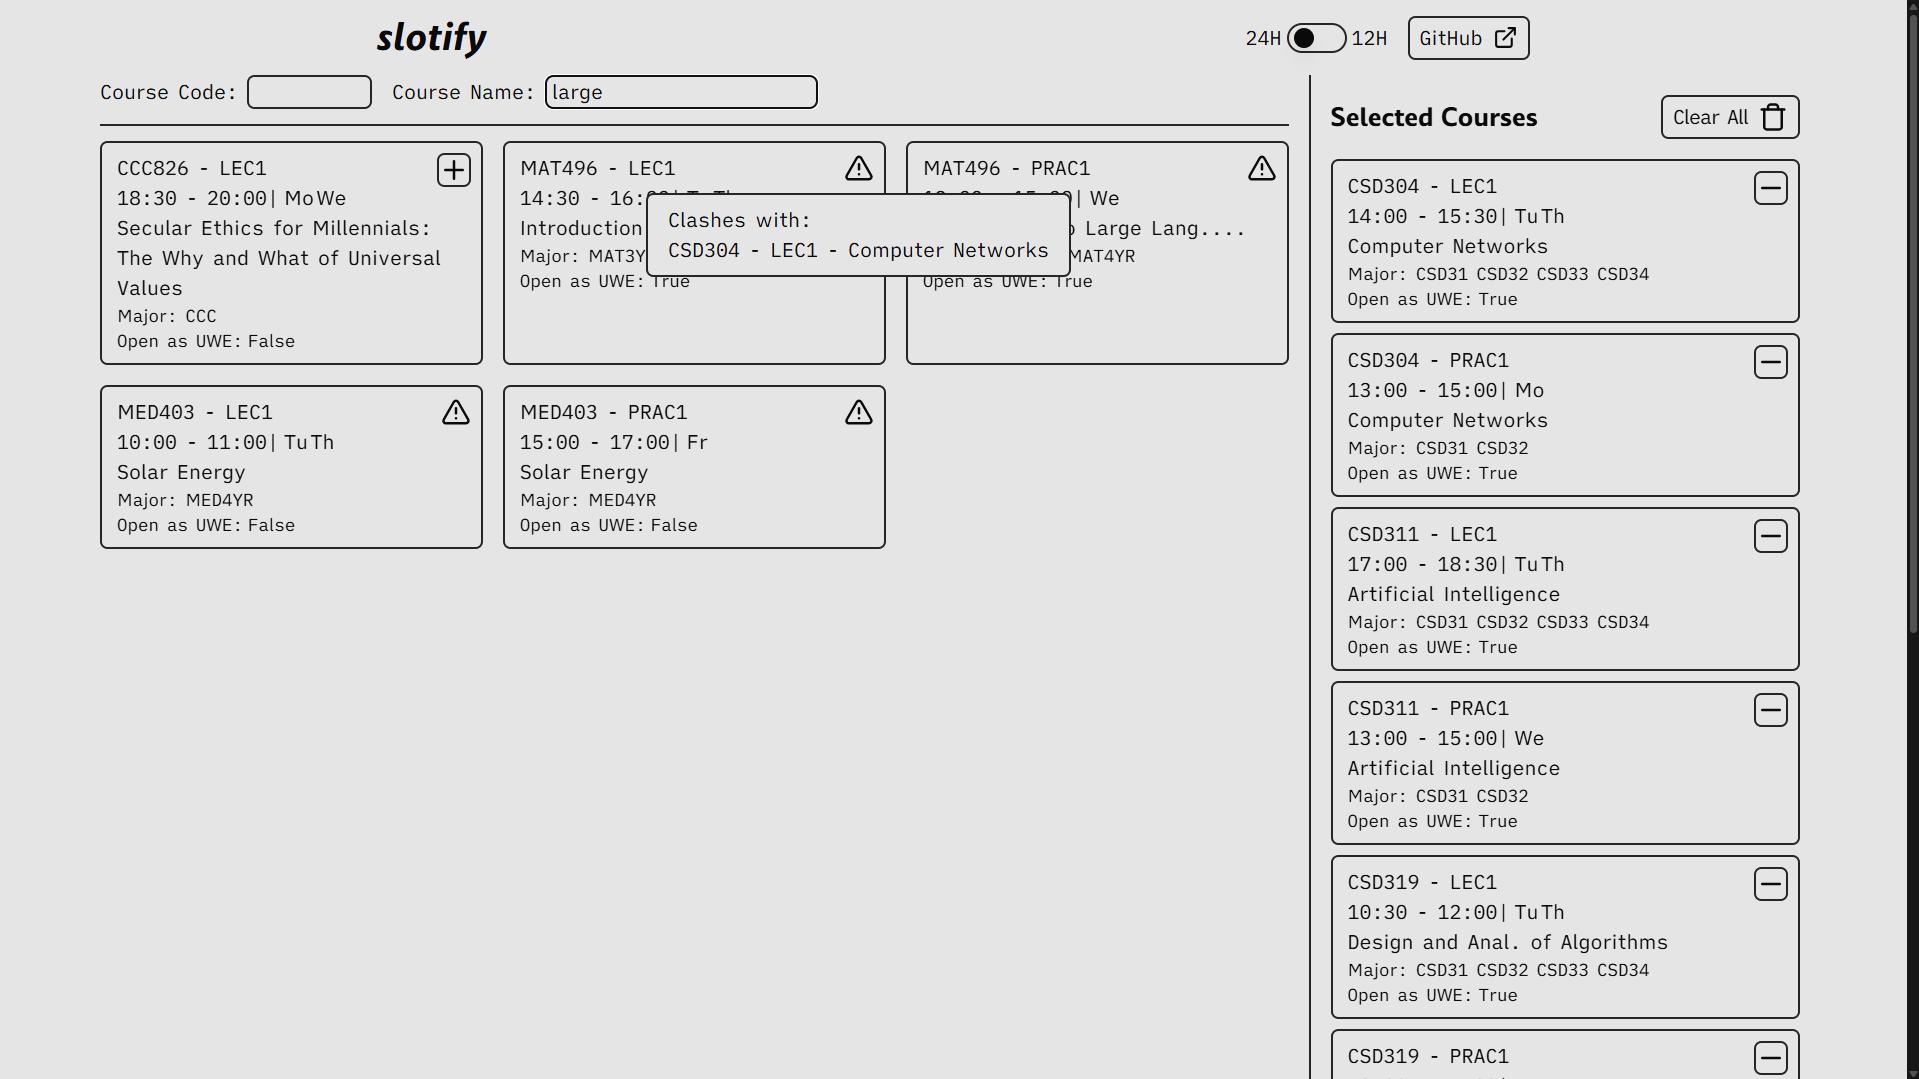 slotify
24H 12H GitHub
Course Code: Course Name: large
CCC826 - LEC1
18:30 - 20:00| MoWe
Secular Ethics for Millennials:
The Why and What of Universal
Values
Major: CCC
Open as UWE: False
MAT496 - LEC1
14:30 - 16:
Introduction
Major: MAT3Y
Open as UWE: True
Clashes with:
CSD304 - LEC1 - Computer Networks
MAT496 - PRAC1
| We
Large Lang....
MAT4YR
Open as UWE: True
MED403 - LEC1
10:00 - 11:00| TuTh
Solar Energy
Major: MED4YR
Open as UWE: False
MED403 - PRAC1
15:00 - 17:00| Fr
Solar Energy
Major: MED4YR
Open as UWE: False
Selected Courses
Clear All
CSD304 - LEC1
14:00 - 15:30| TuTh
Computer Networks
Major: CSD31 CSD32 CSD33 CSD34
Open as UWE: True
CSD304 - PRAC1
13:00 - 15:00| Mo
Computer Networks
Major: CSD31 CSD32
Open as UWE: True
CSD311 - LEC1
17:00 - 18:30| TuTh
Artificial Intelligence
Major: CSD31 CSD32 CSD33 CSD34
Open as UWE: True
CSD311 - PRAC1
13:00 - 15:00| We
Artificial Intelligence
Major: CSD31 CSD32
Open as UWE: True
CSD319 - LEC1
10:30 - 12:00| TuTh
Design and Anal. of Algorithms
Major: CSD31 CSD32 CSD33 CSD34
Open as UWE: True
CSD319 - PRAC1